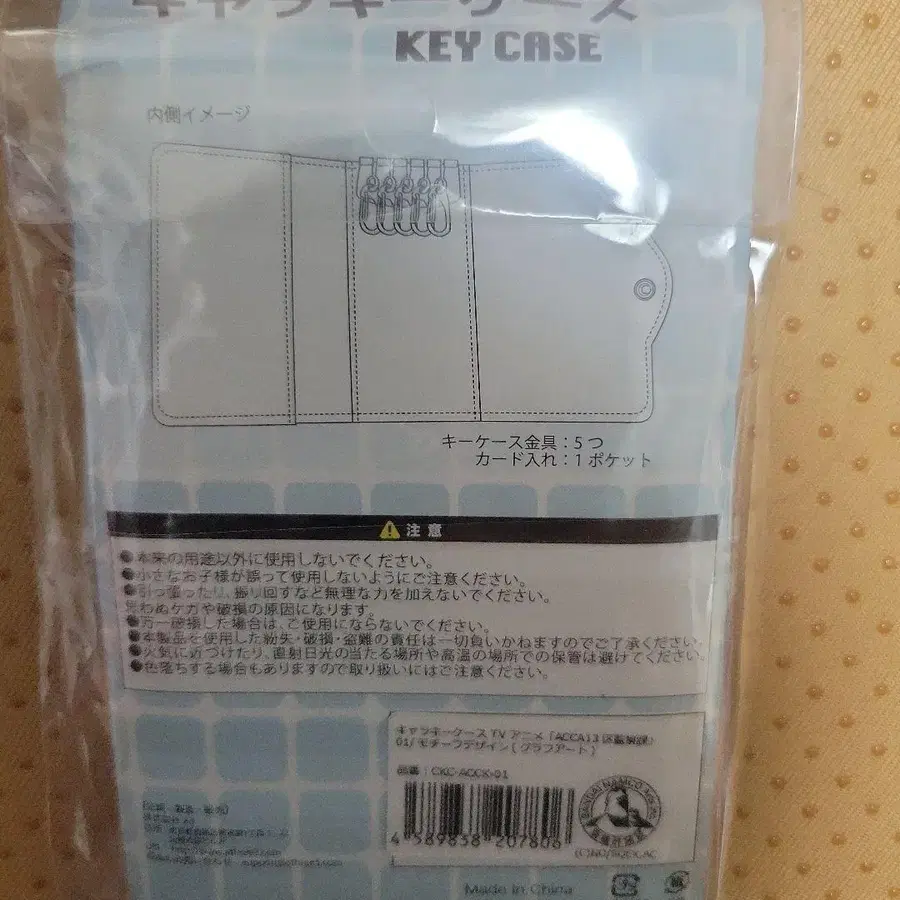 キャラキーケース
KEY CASE
内側イメージ
キーケース金具：5つ
カード入れ：1ポケット
注意
●本来の用途以外に使用しないでください。
●小さなお子様が誤って使用しないようにご注意ください。
●引っ張ったり、振り回すなど無理な力を加えないでください。
思わぬケガや破損の原因になります。
●万一破損した場合は、ご使用にならないでください。
●本製品を使用した紛失・破損・盗難の責任は一切負いかねますのでご了承ください。
●火気に近づけたり、直射日光の当たる場所や高温の場所での保管は避けてください。
●色落ちする場合もありますので取り扱いにはご注意ください。
キャラキーケース TV アニメ「ACCA13区監察課」
01/モチーフデザイン(グラフアート)
品番：CKC-ACCA-01
4 589838 207806
BANDAI NAMCO Arts Inc.
Made in China